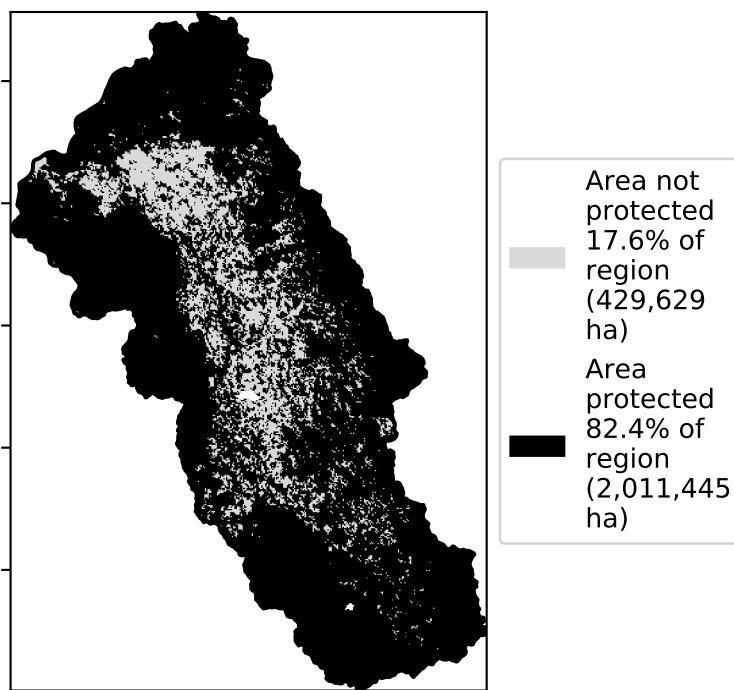 Area not
protected
17.6% of
region
(429,629
ha)
Area
protected
82.4% of
region
(2,011,445
ha)